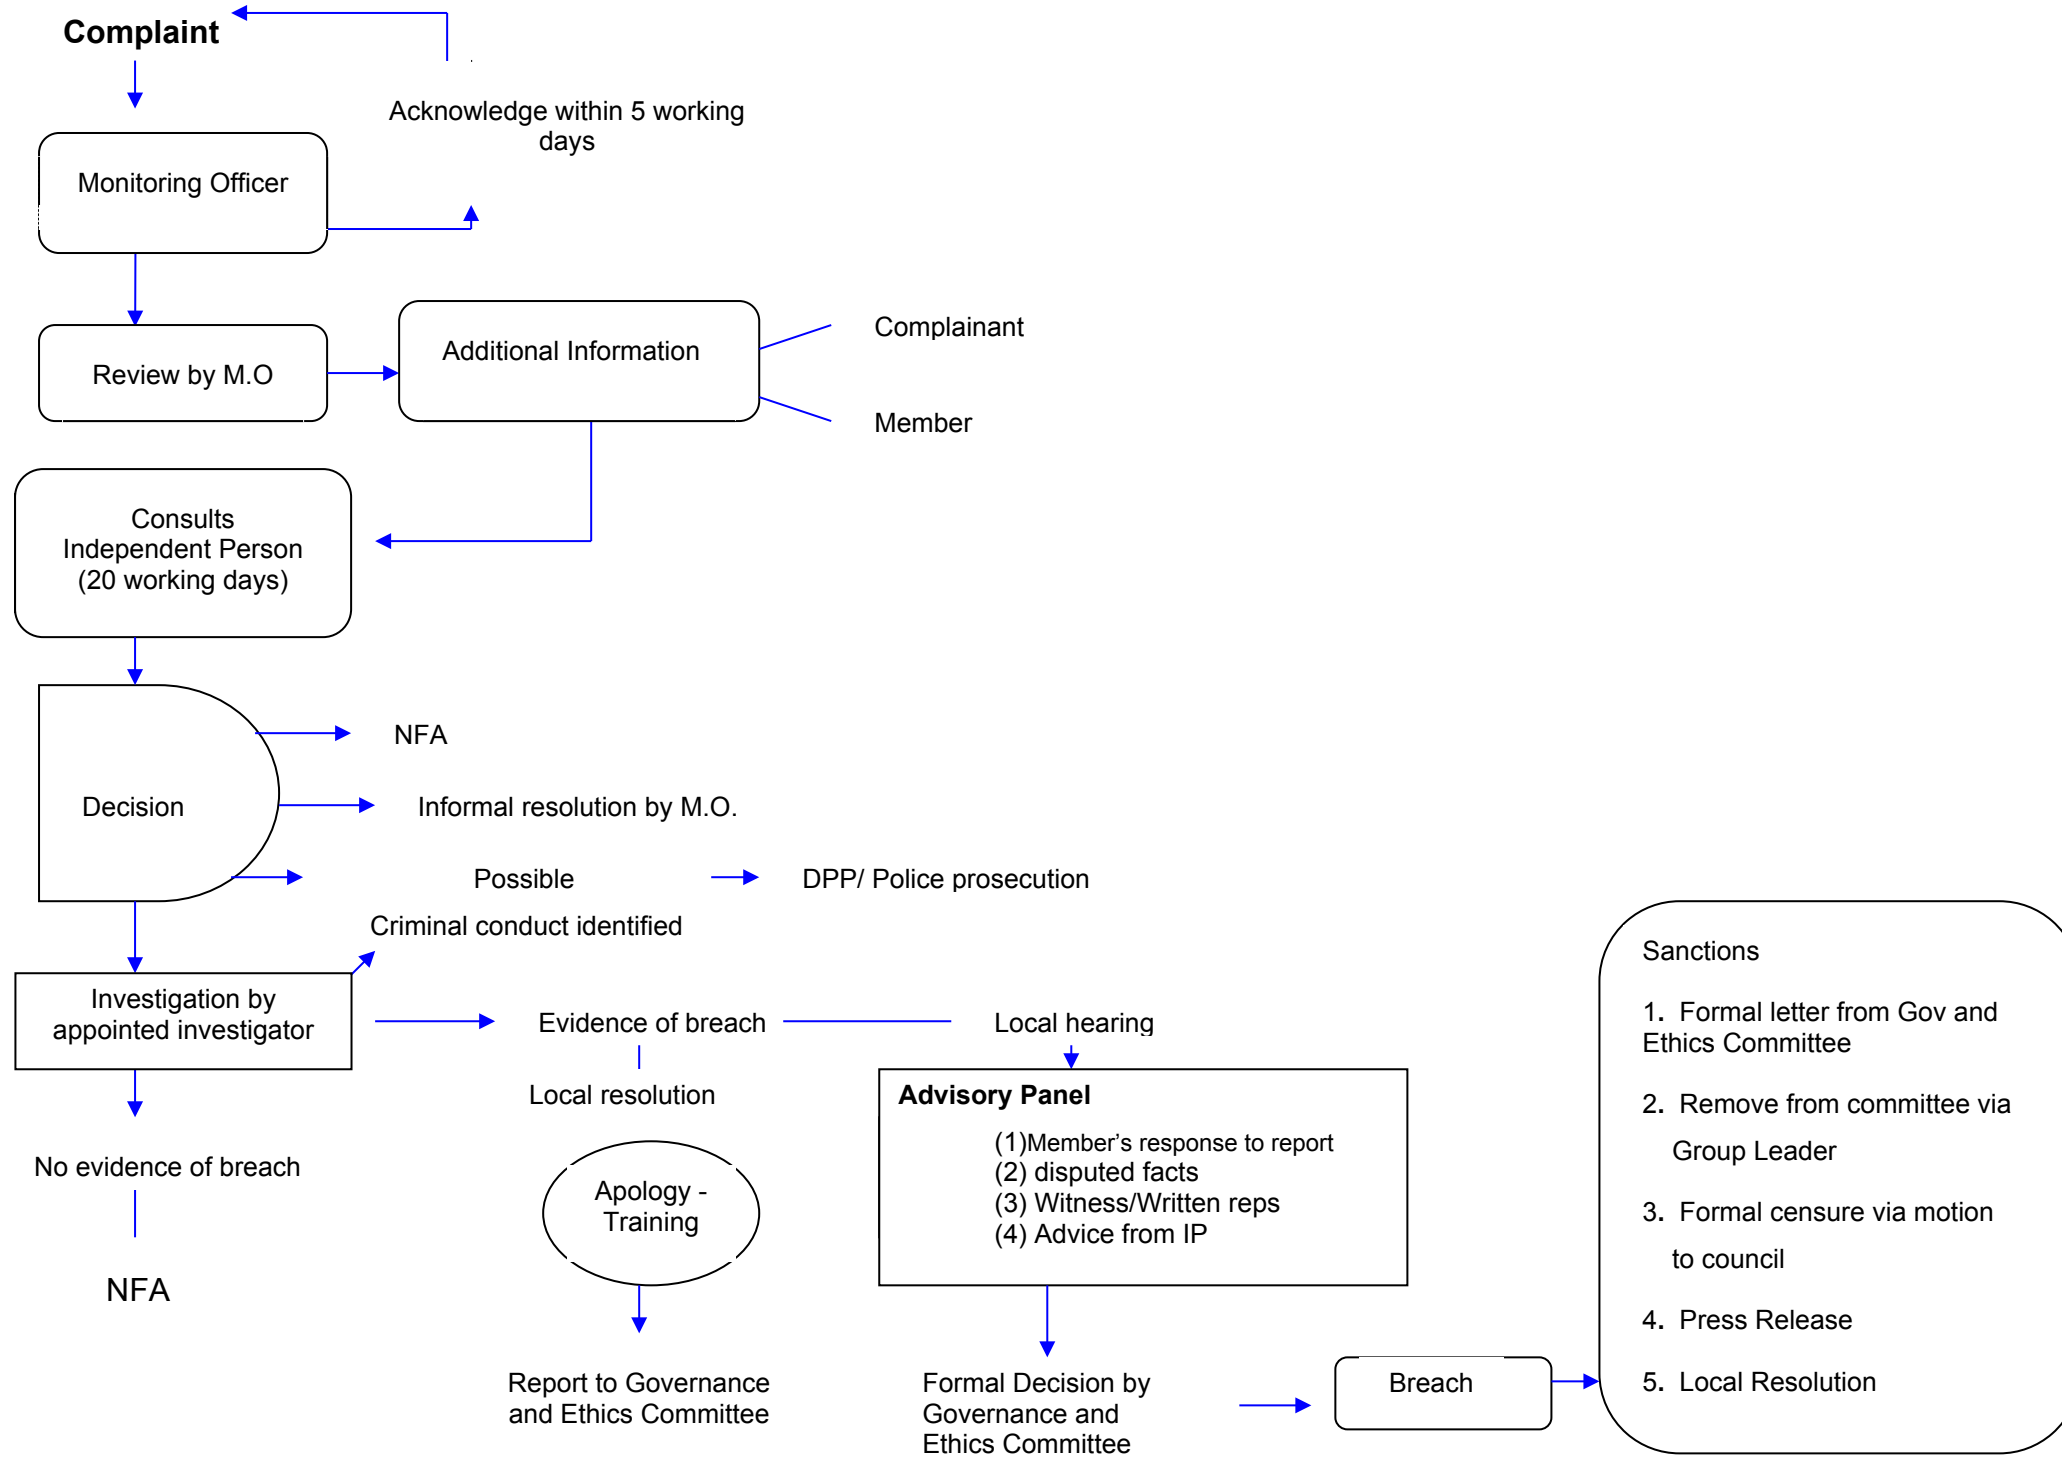 Complaint
Acknowledge within 5 working
days
Monitoring Officer
Review by M.O
Additional Information
Complainant
Member
Consults
Independent Person
(20 working days)
Decision
NFA
Informal resolution by M.O.
Possible
Criminal conduct identified
DPP/ Police prosecution
Investigation by
appointed investigator
Evidence of breach
Local hearing
No evidence of breach
NFA
Local resolution
Apology -
Training
Report to Governance
and Ethics Committee
Advisory Panel
(1)Member’s response to report
(2) disputed facts
(3) Witness/Written reps
(4) Advice from IP
Formal Decision by
Governance and
Ethics Committee
Breach
Sanctions
1. Formal letter from Gov and
Ethics Committee
2. Remove from committee via
Group Leader
3. Formal censure via motion
to council
4. Press Release
5. Local Resolution